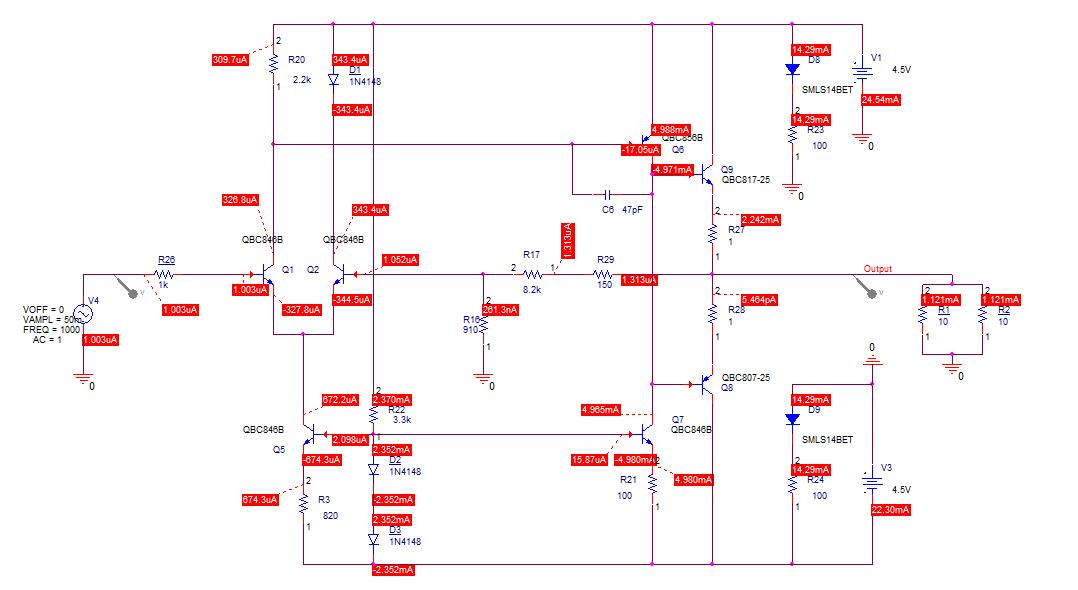 2
309.7uA
R20
2.2k
1
343.4uA
D1
1N4148
-343.4uA
14.29mA
D8
SMLS14BET
14.29mA
2
R23
100
1
0
V1
4.5V
24.54mA
0
4.988mA
QBC856B
-17.05uA
Q6
-4.971mA
Q9
QBC817-25
C6
47pF
2
2.242mA
R27
1
1
326.8uA
343.4uA
QBC846B
QBC846B
Q1
Q2
1.052uA
1.313uA
R17
2
1
8.2k
R29
150
1.313uA
Output
R26
1k
V
1.003uA
1.003uA
-327.8uA
-344.5uA
VOFF = 0
VAMPL = 50m
FREQ = 1000
AC = 1
V4
1.003uA
0
2
261.3nA
R16
910
1
0
2
5.464pA
R28
1
1
V
2
1.121mA
R1
10
1
2
1.121mA
R2
10
1
0
QBC807-25
Q8
672.2uA
QBC846B
Q5
2.098uA
-674.3uA
674.3uA
2
R3
820
1
2
2.370mA
R22
3.3k
1
2.352mA
D2
1N4148
-2.352mA
2.352mA
D3
1N4148
-2.352mA
4.965mA
Q7
QBC846B
15.87uA
-4.980mA
2
4.980mA
R21
100
1
0
14.29mA
D9
SMLS14BET
14.29mA
2
R24
100
1
V3
4.5V
22.30mA